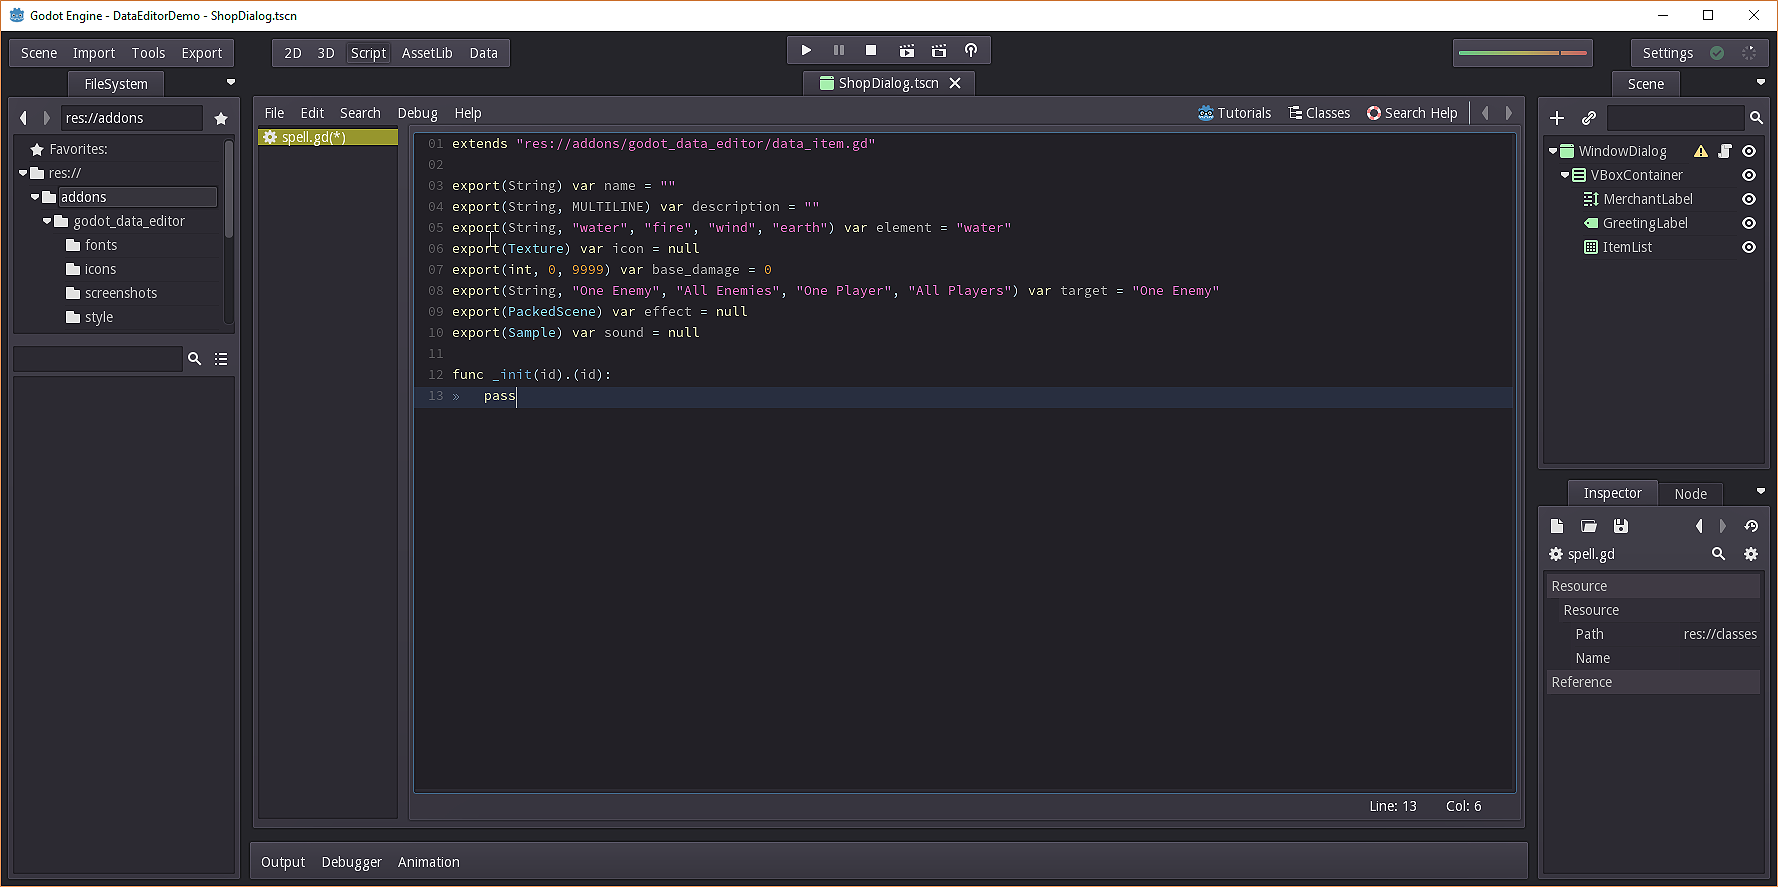 Godot Engine - DataEditorDemo - ShopDialog.tscn
Scene Import Tools Export
2D 3D Script AssetLib Data
Settings
FileSystem
ShopDialog.tscn
Scene
res://addons
Favorites:
res://
addons
godot_data_editor
fonts
icons
screenshots
style
File Edit Search Debug Help
Tutorials Classes Search Help
spell.gd(*)
01 extends "res://addons/godot_data_editor/data_item.gd"
02
03 export(String) var name = ""
04 export(String, MULTILINE) var description = ""
05 export(String, "water", "fire", "wind", "earth") var element = "water"
06 export(Texture) var icon = null
07 export(int, 0, 9999) var base_damage = 0
08 export(String, "One Enemy", "All Enemies", "One Player", "All Players") var target = "One Enemy"
09 export(PackedScene) var effect = null
10 export(Sample) var sound = null
11
12 func _init(id).(id):
13 » pass
Line: 13 Col: 6
Output Debugger Animation
WindowDialog
VBoxContainer
MerchantLabel
GreetingLabel
ItemList
Inspector Node
spell.gd
Resource
Resource
Path res://classes
Name
Reference